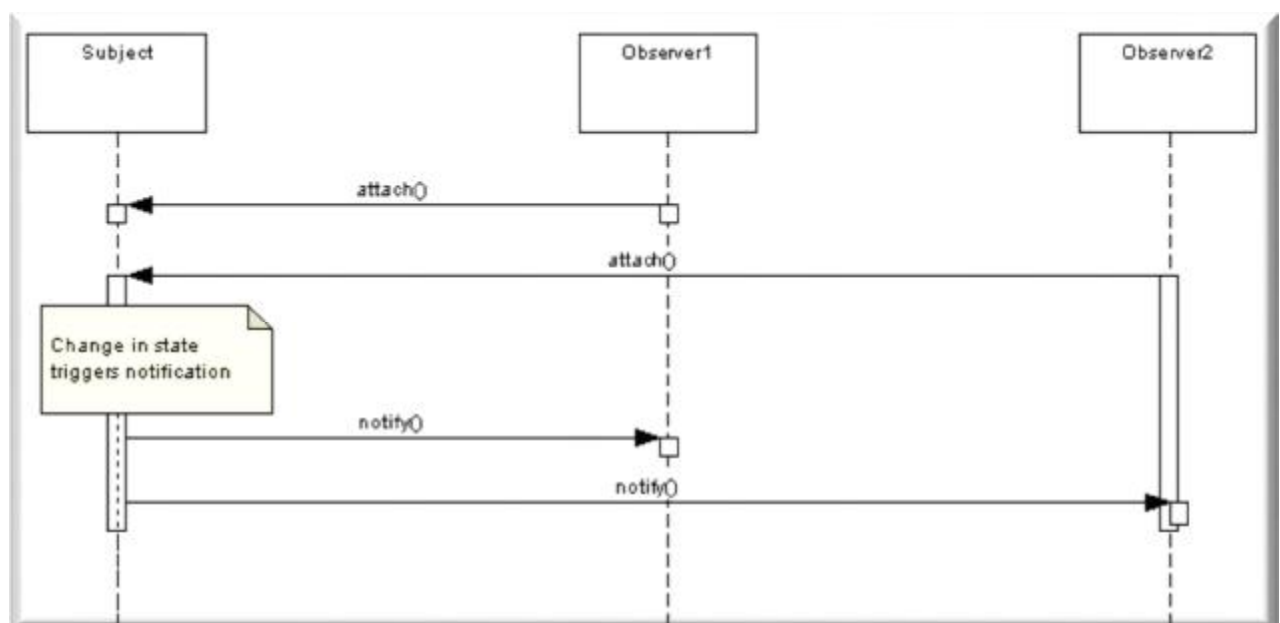 Subject
Observer1
Observer2
attach()
attach()
Change in state
triggers notification
notify()
notify()